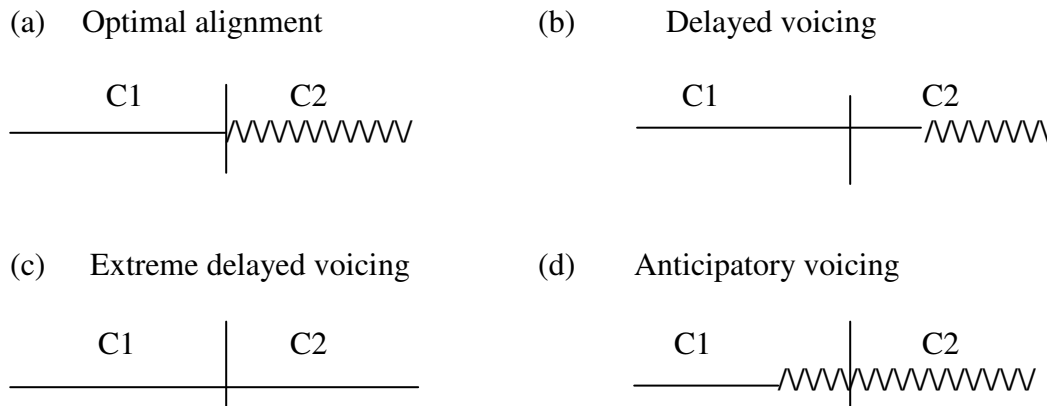 (a) Optimal alignment
(b) Delayed voicing
C1 C2
C1 C2
(c) Extreme delayed voicing
(d) Anticipatory voicing
C1 C2
C1 C2